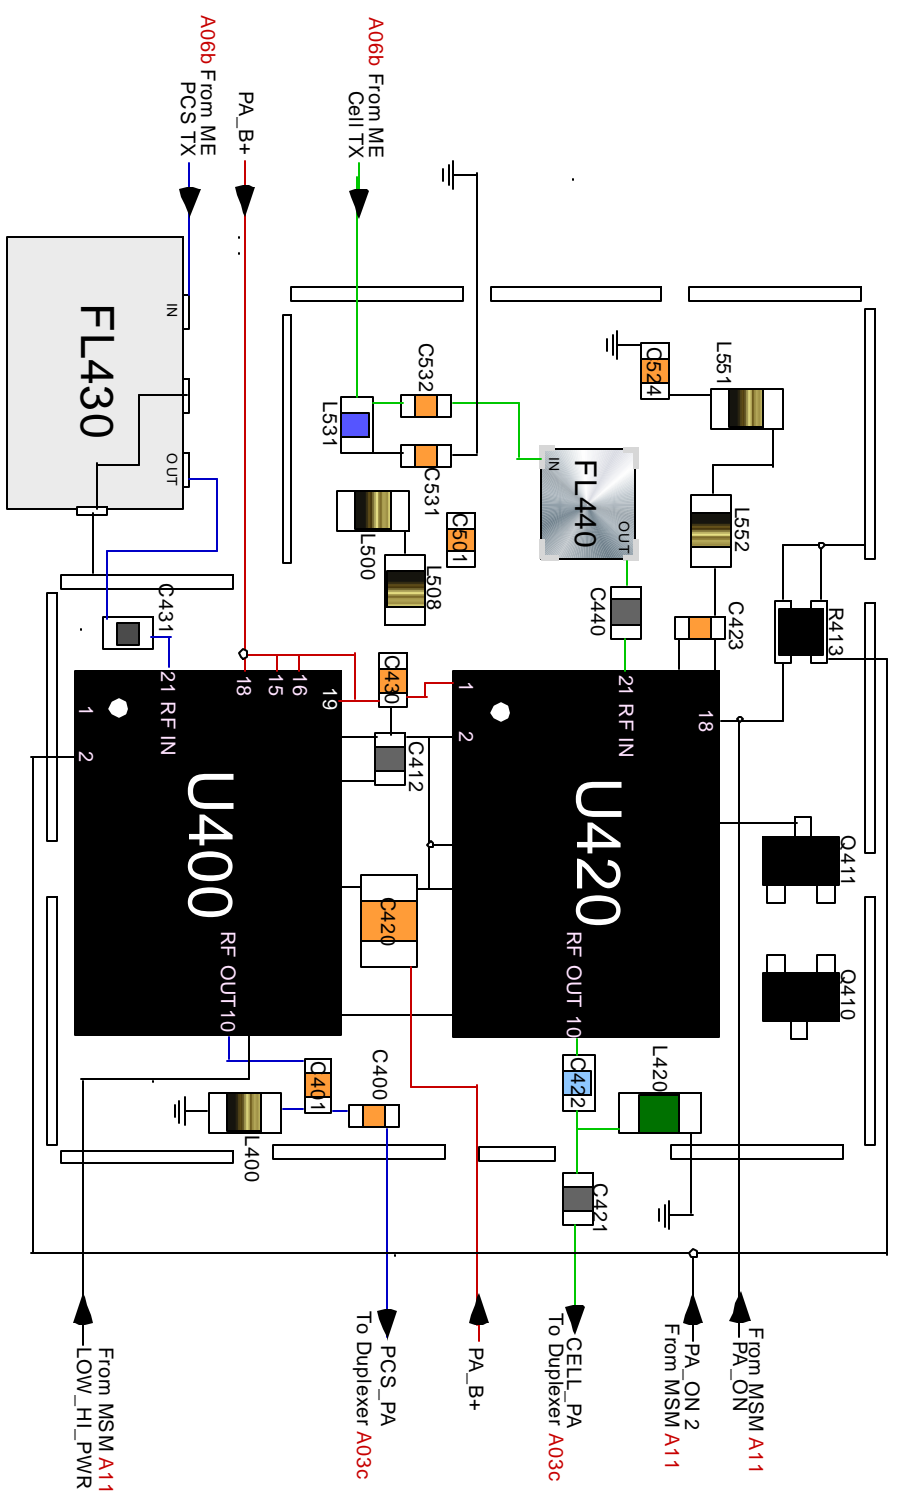 A06b From ME
PCS TX
PA_B+
A06b From ME
Cell TX
FL430
IN
OUT
C532
L531
C531
C524
L551
L500
L508
C501
IN
FL440
OUT
L552
C440
C423
R413
C431
21 RF IN
18
15
16
19
1
2
U400
RF OUT10
C430
C412
C420
1
2
21 RF IN
18
U420
RF OUT 10
Q411
Q410
C401
C400
L400
C422
L420
C421
From MSM A11
LOW_HI_PWR
PCS_PA
To Duplexer A03c
PA_B+
CELL_PA
To Duplexer A03c
PA_ON 2
From MSM A11
From MSM A11
PA_ON